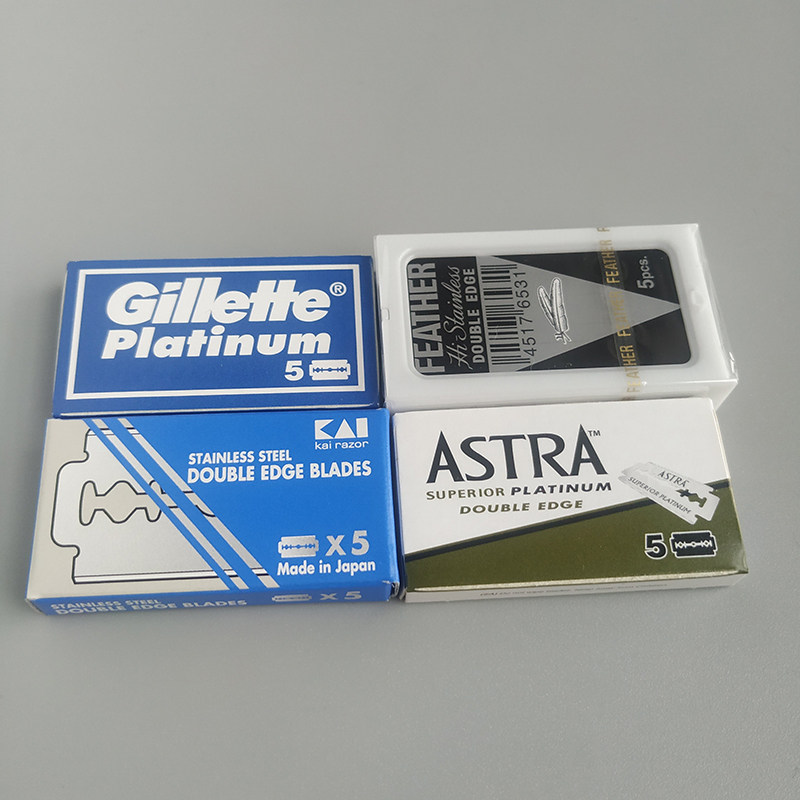 Gillette®
Platinum
5
FEATHER
Hi Stainless
DOUBLE EDGE
4517 6531
5pcs.
FEATHER FEATHER F
KAI
kai razor
STAINLESS STEEL
DOUBLE EDGE BLADES
X 5
Made in Japan
STAINLESS STEEL
DOUBLE EDGE BLADES
X 5
ASTRA™
SUPERIOR PLATINUM
DOUBLE EDGE
ASTRA
SUPERIOR PLATINUM
5